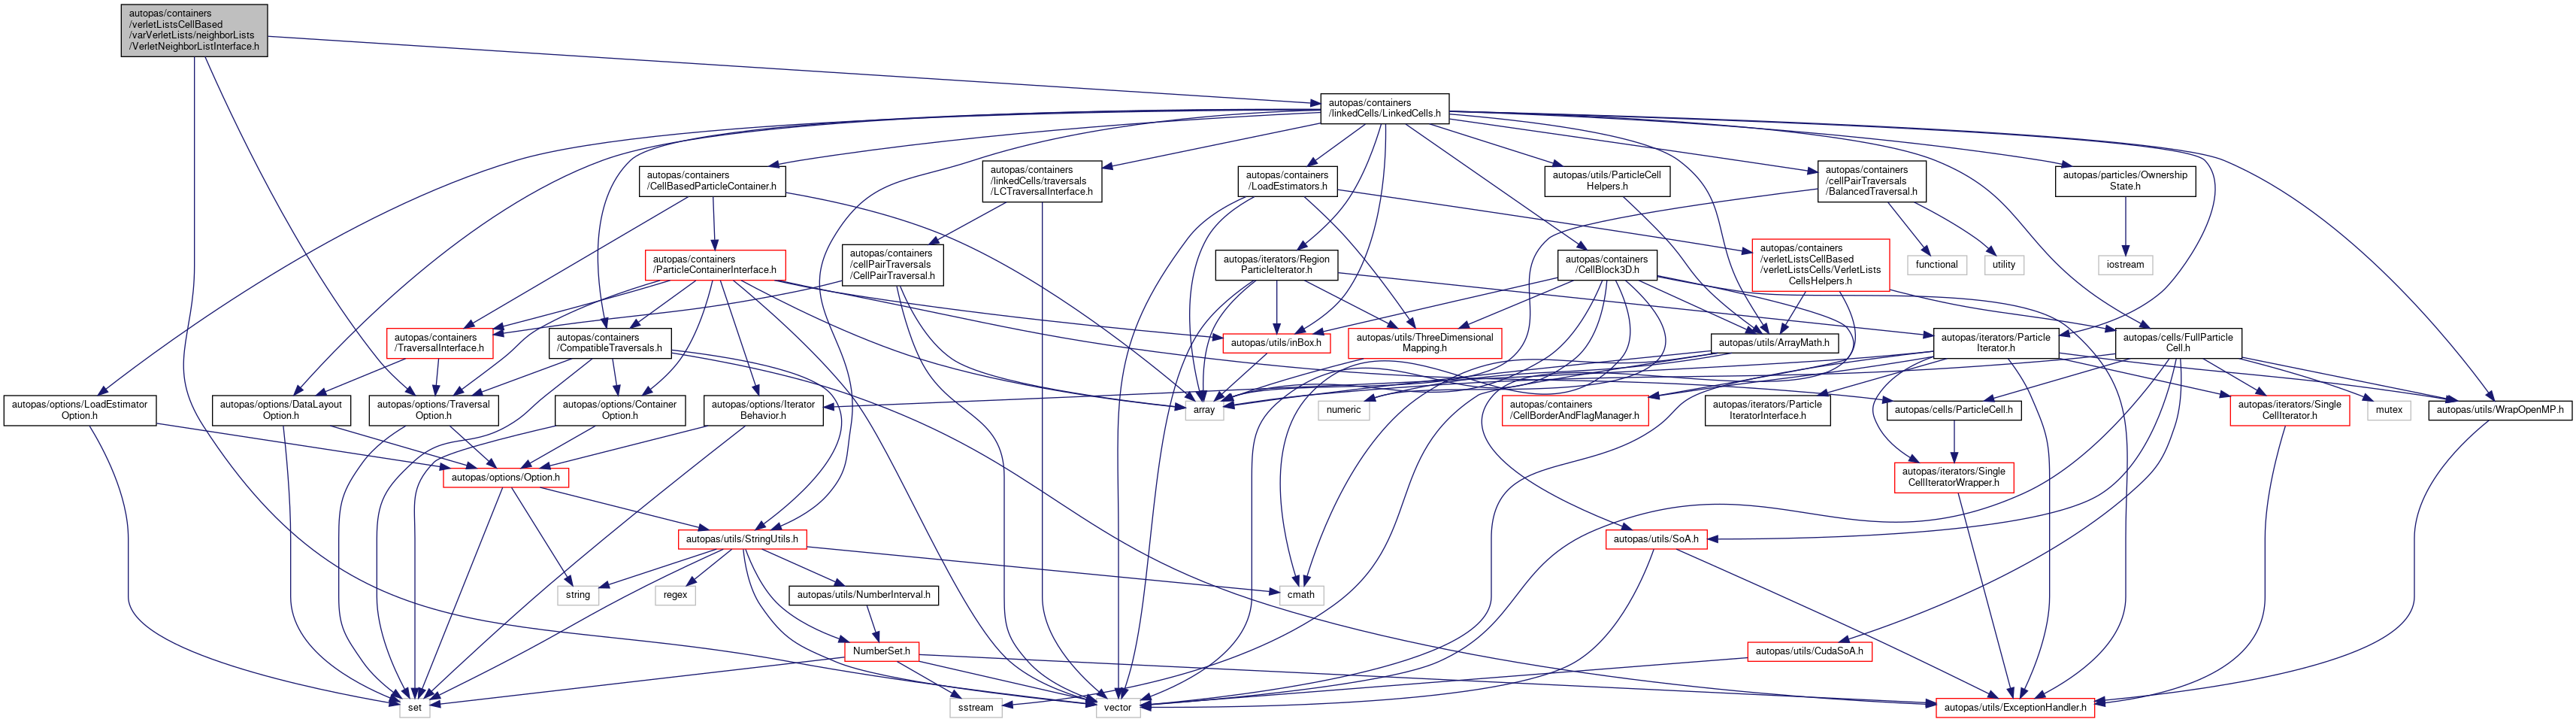 autopas/containers
/verletListsCellBased
/varVerletLists/neighborLists
/VerletNeighborListInterface.h
autopas/containers
/linkedCells/LinkedCells.h
autopas/containers
/CellBasedParticleContainer.h
autopas/containers
/linkedCells/traversals
/LCTraversalInterface.h
autopas/containers
/LoadEstimators.h
autopas/utils/ParticleCell
Helpers.h
autopas/containers
/cellPairTraversals
/BalancedTraversal.h
autopas/particles/Ownership
State.h
autopas/containers
/ParticleContainerInterface.h
autopas/containers
/cellPairTraversals
/CellPairTraversal.h
autopas/iterators/Region
ParticleIterator.h
autopas/containers
/CellBlock3D.h
autopas/containers
/verletListsCellBased
/verletListsCells/VerletLists
CellsHelpers.h
functional
utility
iostream
autopas/containers
/TraversalInterface.h
autopas/containers
/CompatibleTraversals.h
autopas/utils/inBox.h
autopas/utils/ThreeDimensional
Mapping.h
autopas/utils/ArrayMath.h
autopas/iterators/Particle
Iterator.h
autopas/cells/FullParticle
Cell.h
autopas/options/LoadEstimator
Option.h
autopas/options/DataLayout
Option.h
autopas/options/Traversal
Option.h
autopas/options/Container
Option.h
autopas/options/Iterator
Behavior.h
array
numeric
autopas/containers
/CellBorderAndFlagManager.h
autopas/iterators/Particle
IteratorInterface.h
autopas/cells/ParticleCell.h
autopas/iterators/Single
CellIterator.h
mutex
autopas/utils/WrapOpenMP.h
autopas/options/Option.h
autopas/iterators/Single
CellIteratorWrapper.h
autopas/utils/StringUtils.h
autopas/utils/SoA.h
string
regex
autopas/utils/NumberInterval.h
cmath
NumberSet.h
autopas/utils/CudaSoA.h
set
sstream
vector
autopas/utils/ExceptionHandler.h